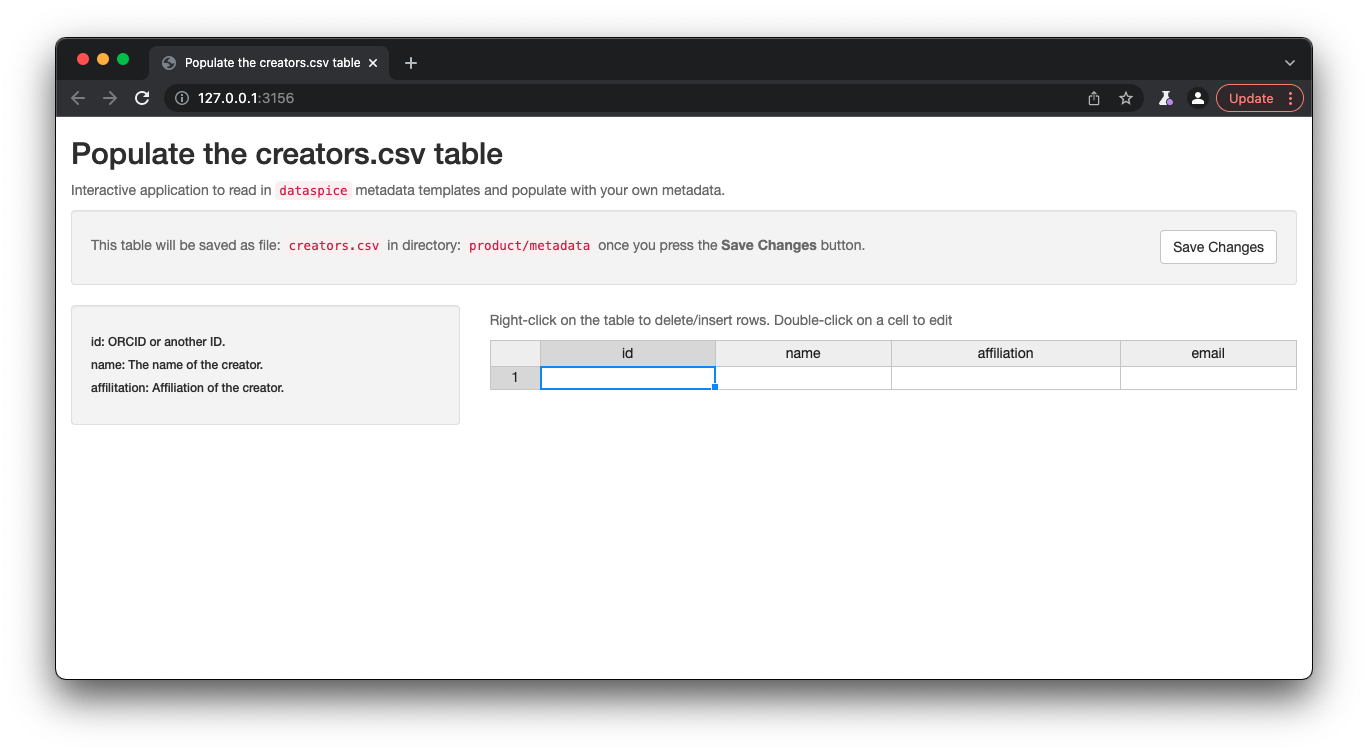 Populate the creators.csv table
127.0.0.1:3156
Update
Populate the creators.csv table
Interactive application to read in dataspice metadata templates and populate with your own metadata.
This table will be saved as file: creators.csv in directory: product/metadata once you press the Save Changes button.
Save Changes
id: ORCID or another ID.
name: The name of the creator.
affilitation: Affiliation of the creator.
Right-click on the table to delete/insert rows. Double-click on a cell to edit
id name affiliation email
1